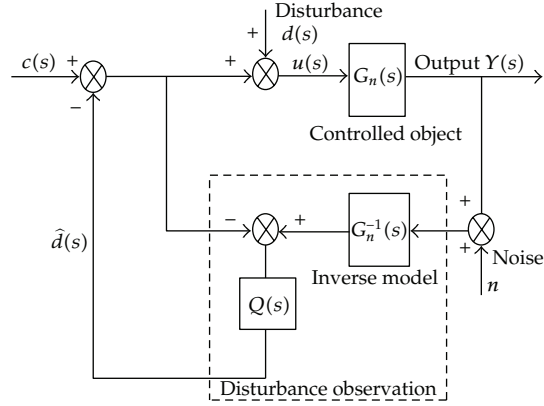 Disturbance
d(s)
c(s)
+
−
+
+
u(s)
G_n(s)
Output Y(s)
Controlled object
+
+
Noise
n
−
+
G_n^{-1}(s)
Inverse model
d̂(s)
Q(s)
Disturbance observation